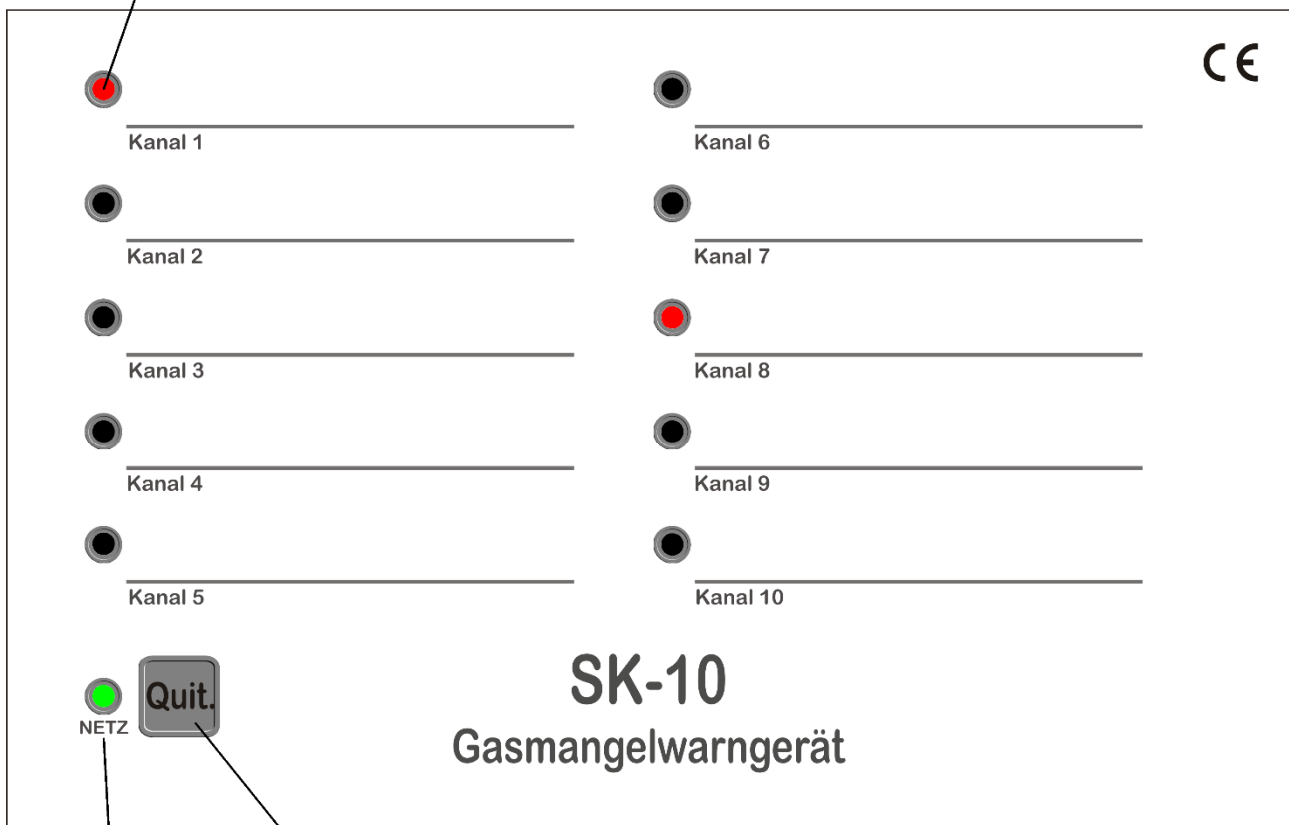 CE
Kanal 1
Kanal 6
Kanal 2
Kanal 7
Kanal 3
Kanal 8
Kanal 4
Kanal 9
Kanal 5
Kanal 10
Quit.
NETZ
SK-10
Gasmangelwarngerät